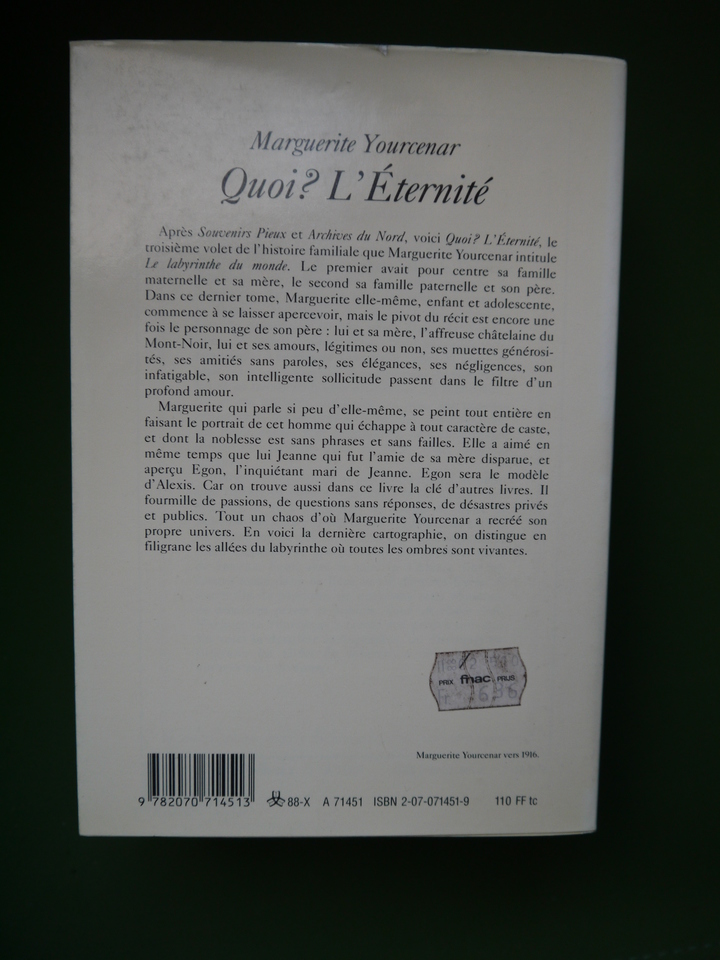 Marguerite Yourcenar
Quoi? L'Éternité
Après Souvenirs Pieux et Archives du Nord, voici Quoi? L'Éternité, le
troisième volet de l'histoire familiale que Marguerite Yourcenar intitule
Le labyrinthe du monde. Le premier avait pour centre sa famille
maternelle et sa mère, le second sa famille paternelle et son père.
Dans ce dernier tome, Marguerite elle-même, enfant et adolescente,
commence à se laisser apercevoir, mais le pivot du récit est encore une
fois le personnage de son père : lui et sa mère, l'affreuse châtelaine du
Mont-Noir, lui et ses amours, légitimes ou non, ses muettes générosi-
tés, ses amitiés sans paroles, ses élégances, ses négligences, son
infatigable, son intelligente sollicitude passent dans le filtre d'un
profond amour.
Marguerite qui parle si peu d'elle-même, se peint tout entière en
faisant le portrait de cet homme qui échappe à tout caractère de caste,
et dont la noblesse est sans phrases et sans failles. Elle a aimé en
même temps que lui Jeanne qui fut l'amie de sa mère disparue, et
aperçu Egon, l'inquiétant mari de Jeanne. Egon sera le modèle
d'Alexis. Car on trouve aussi dans ce livre la clé d'autres livres. Il
fourmille de passions, de questions sans réponses, de désastres privés
et publics. Tout un chaos d'où Marguerite Yourcenar a recréé son
propre univers. En voici la dernière cartographie, on distingue en
filigrane les allées du labyrinthe où toutes les ombres sont vivantes.
PRIX fnac PRIJS
Marguerite Yourcenar vers 1916.
9 782070 714513
88-X A 71451 ISBN 2-07-071451-9 110 FF tc